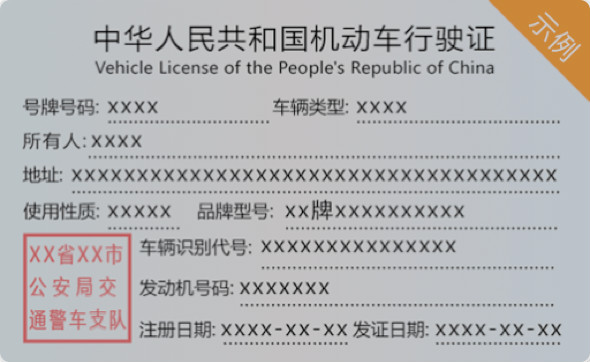 中华人民共和国机动车行驶证
示例
Vehicle License of the People's Republic of China
号牌号码: xxxx 车辆类型: xxxx
所有人: xxxx
地址: xxxxxxxxxxxxxxxxxxxxxxxxxxxxxx
使用性质: xxxxx 品牌型号: xx牌xxxxxxxxxx
车辆识别代号: xxxxxxxxxxxxxxx
发动机号码: xxxxxxx
注册日期: xxxx-xx-xx 发证日期: xxxx-xx-xx
XX省XX市
公安局交
通警车支队